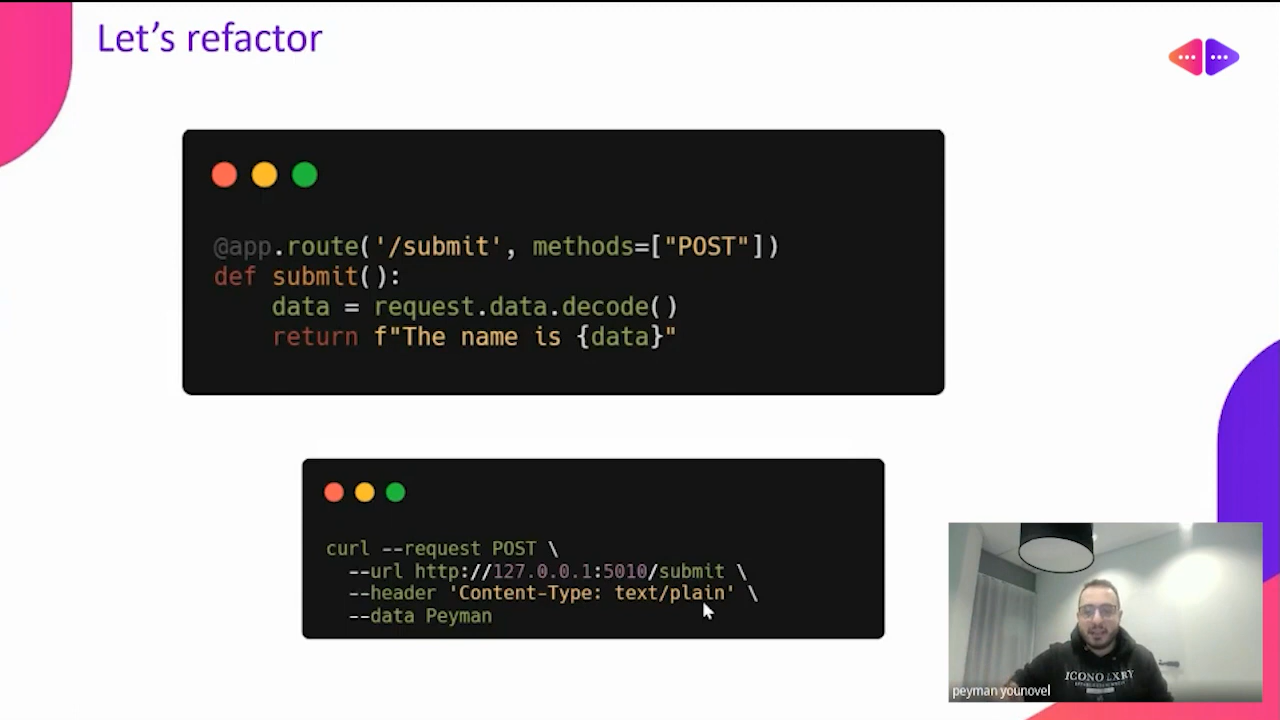 Let's refactor
@app.route('/submit', methods=["POST"])
def submit():
    data = request.data.decode()
    return f"The name is {data}"
curl --request POST \
  --url http://127.0.0.1:5010/submit \
  --header 'Content-Type: text/plain' \
  --data Peyman
ICONO LXRY
peyman younovel